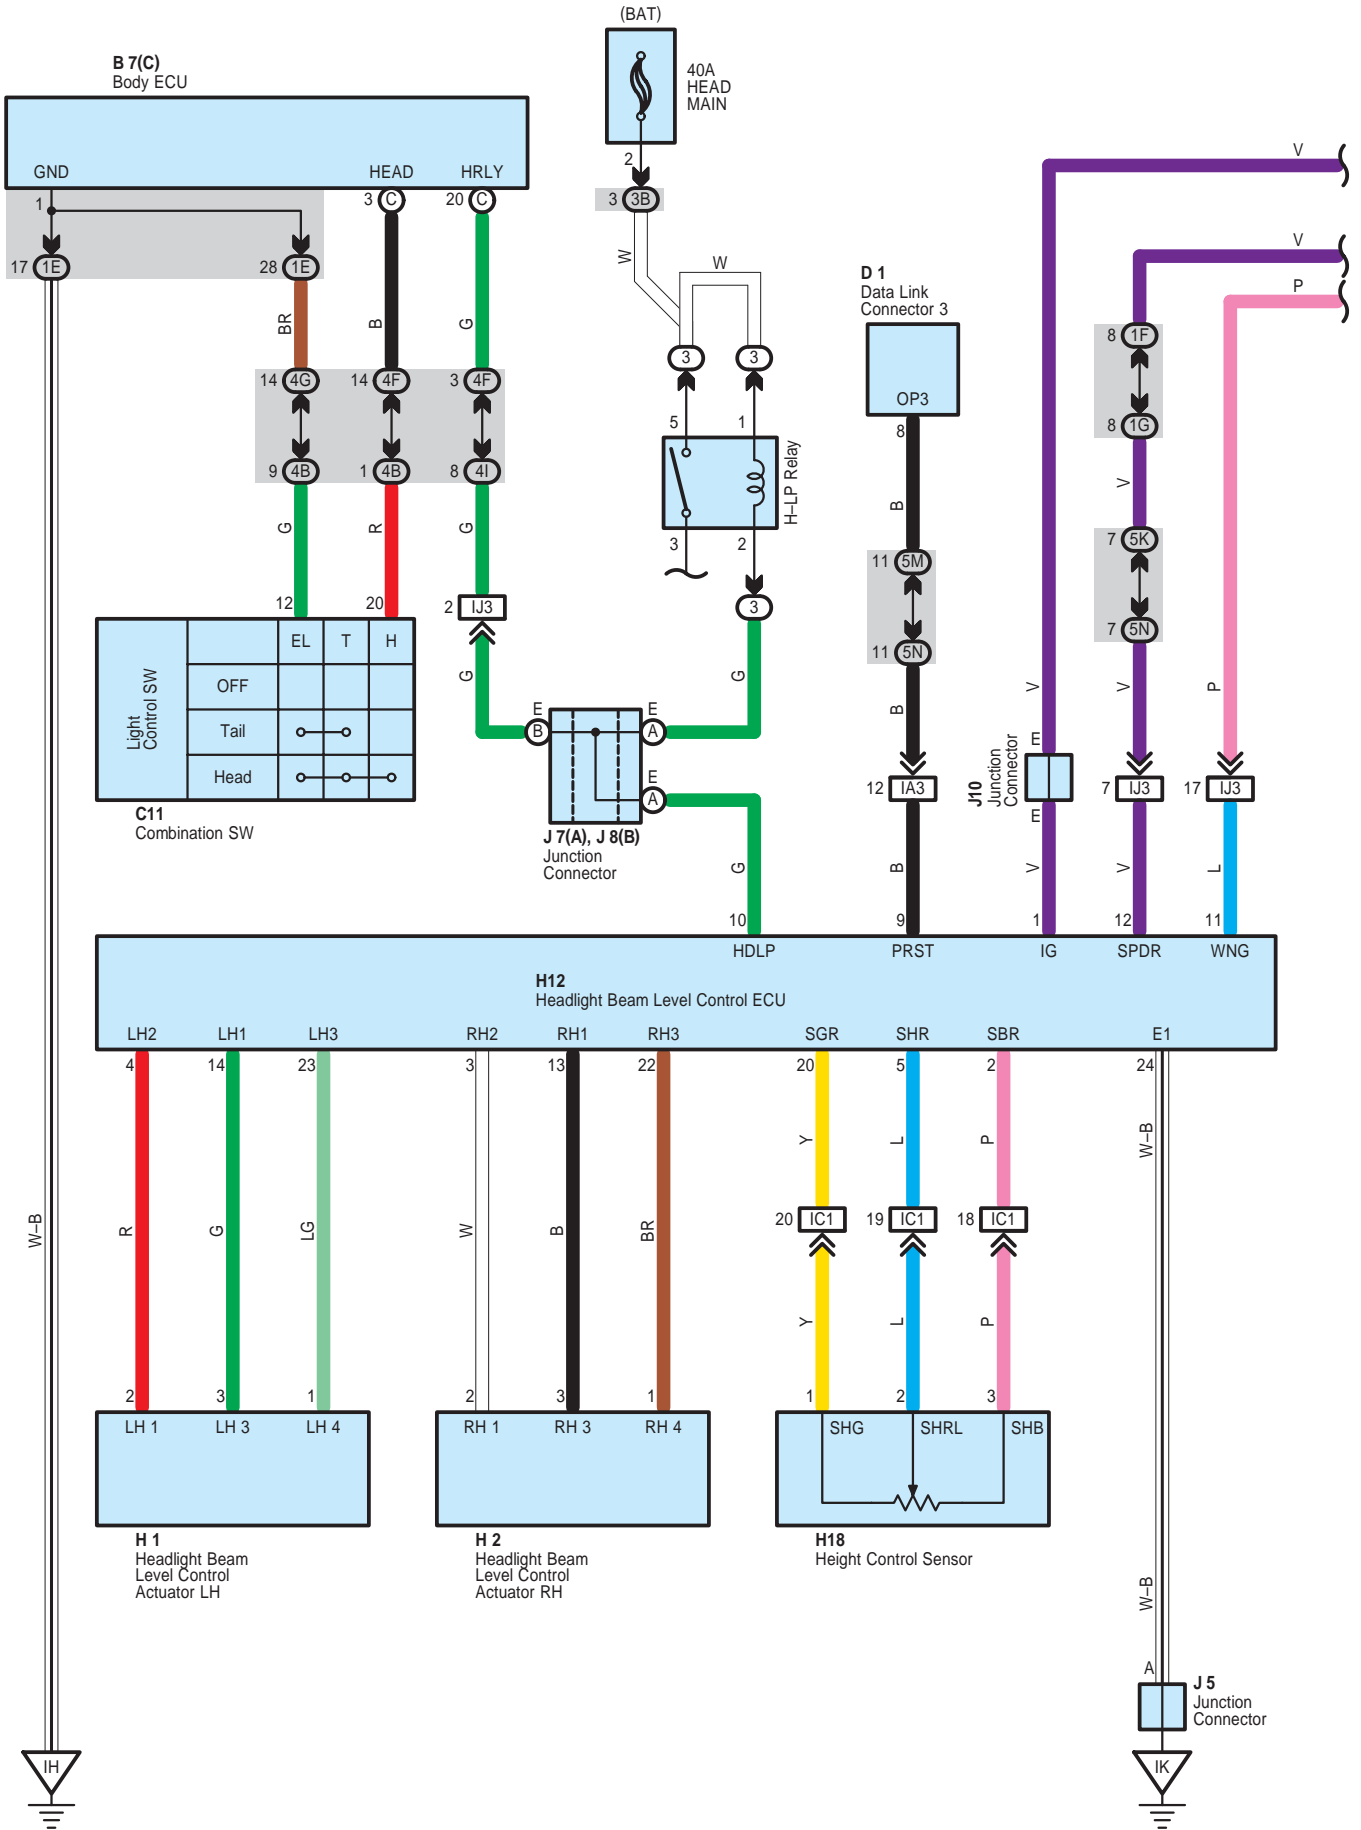 (BAT)
B 7(C)
Body ECU
40A
HEAD
MAIN
GND
HEAD
HRLY
2
V
1
3
C
20
C
3
3B
17
1E
28
1E
W
W
V
P
D 1
Data Link
Connector 3
BR
B
G
3
3
8
1F
14
4G
14
4F
3
4F
OP3
5
1
8
8
1G
9
4B
1
4B
8
4I
H–LP Relay
G
R
G
B
V
3
2
7
5K
11
5M
12
20
2
IJ3
3
7
5N
11
5N
EL
T
H
OFF
Light
Control SW
Tail
Head
G
G
B
V
V
P
E
B
E
A
E
A
E
J10
Junction
Connector
12
IA3
7
IJ3
17
IJ3
C11
Combination SW
E
J 7(A), J 8(B)
Junction
Connector
G
B
V
V
L
10
9
1
12
11
HDLP
PRST
IG
SPDR
WNG
H12
Headlight Beam Level Control ECU
LH2
LH1
LH3
RH2
RH1
RH3
SGR
SHR
SBR
E1
4
14
23
3
13
22
20
5
2
24
Y
L
P
W–B
W–B
R
G
LG
W
B
BR
20
IC1
19
IC1
18
IC1
Y
L
P
2
3
1
2
3
1
1
2
3
LH 1
LH 3
LH 4
RH 1
RH 3
RH 4
SHG
SHRL
SHB
H 1
Headlight Beam
Level Control
Actuator LH
H 2
Headlight Beam
Level Control
Actuator RH
H18
Height Control Sensor
W–B
A
J 5
Junction
Connector
IH
IK